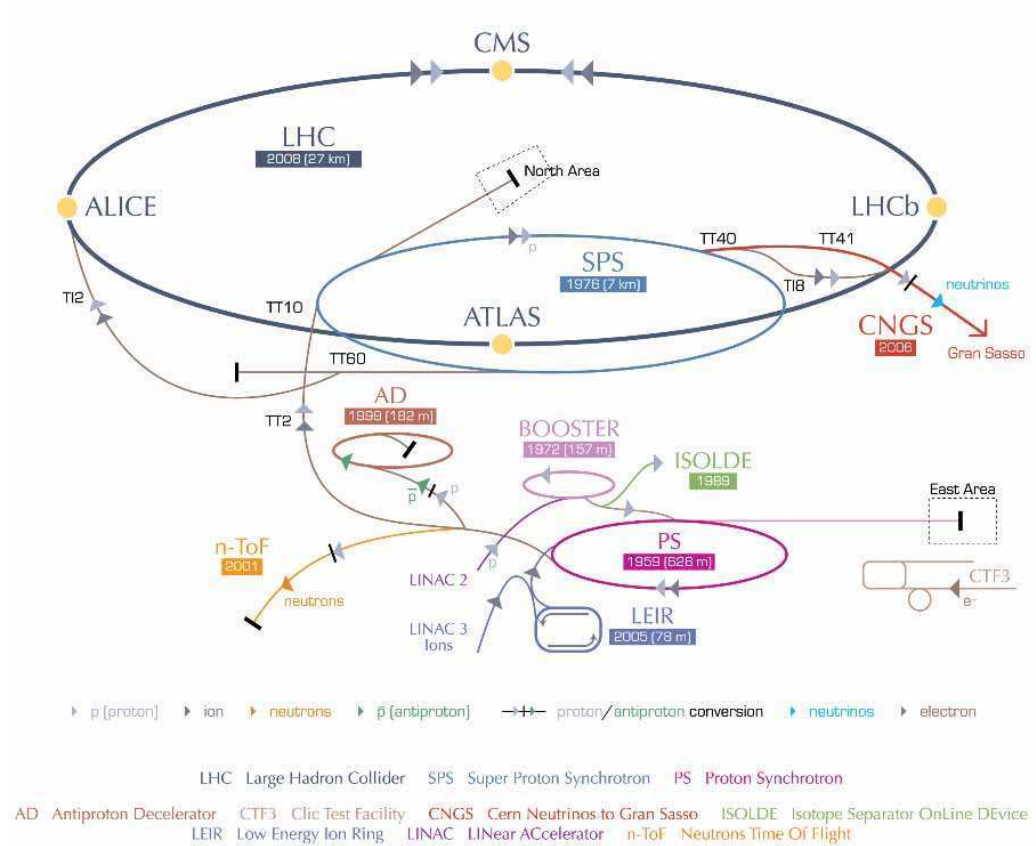 CMS
LHC
2008 (27 km)
North Area
ALICE
LHCb
TT40
TT41
p
SPS
1976 (7 km)
TI8
neutrinos
TI2
TT10
ATLAS
CNGS
2006
Gran Sasso
TT60
AD
1999 (182 m)
TT2
BOOSTER
1972 (157 m)
ISOLDE
1989
p̅
p
East Area
n-ToF
2001
PS
1959 (628 m)
p
LINAC 2
CTF3
neutrons
e-
LINAC 3
Ions
LEIR
2005 (78 m)
p (proton) ion neutrons p̅ (antiproton) proton/antiproton conversion neutrinos electron
LHC Large Hadron Collider SPS Super Proton Synchrotron PS Proton Synchrotron
AD Antiproton Decelerator CTF3 Clic Test Facility CNGS Cern Neutrinos to Gran Sasso ISOLDE Isotope Separator OnLine DEvice
LEIR Low Energy Ion Ring LINAC LINear ACcelerator n-ToF Neutrons Time Of Flight